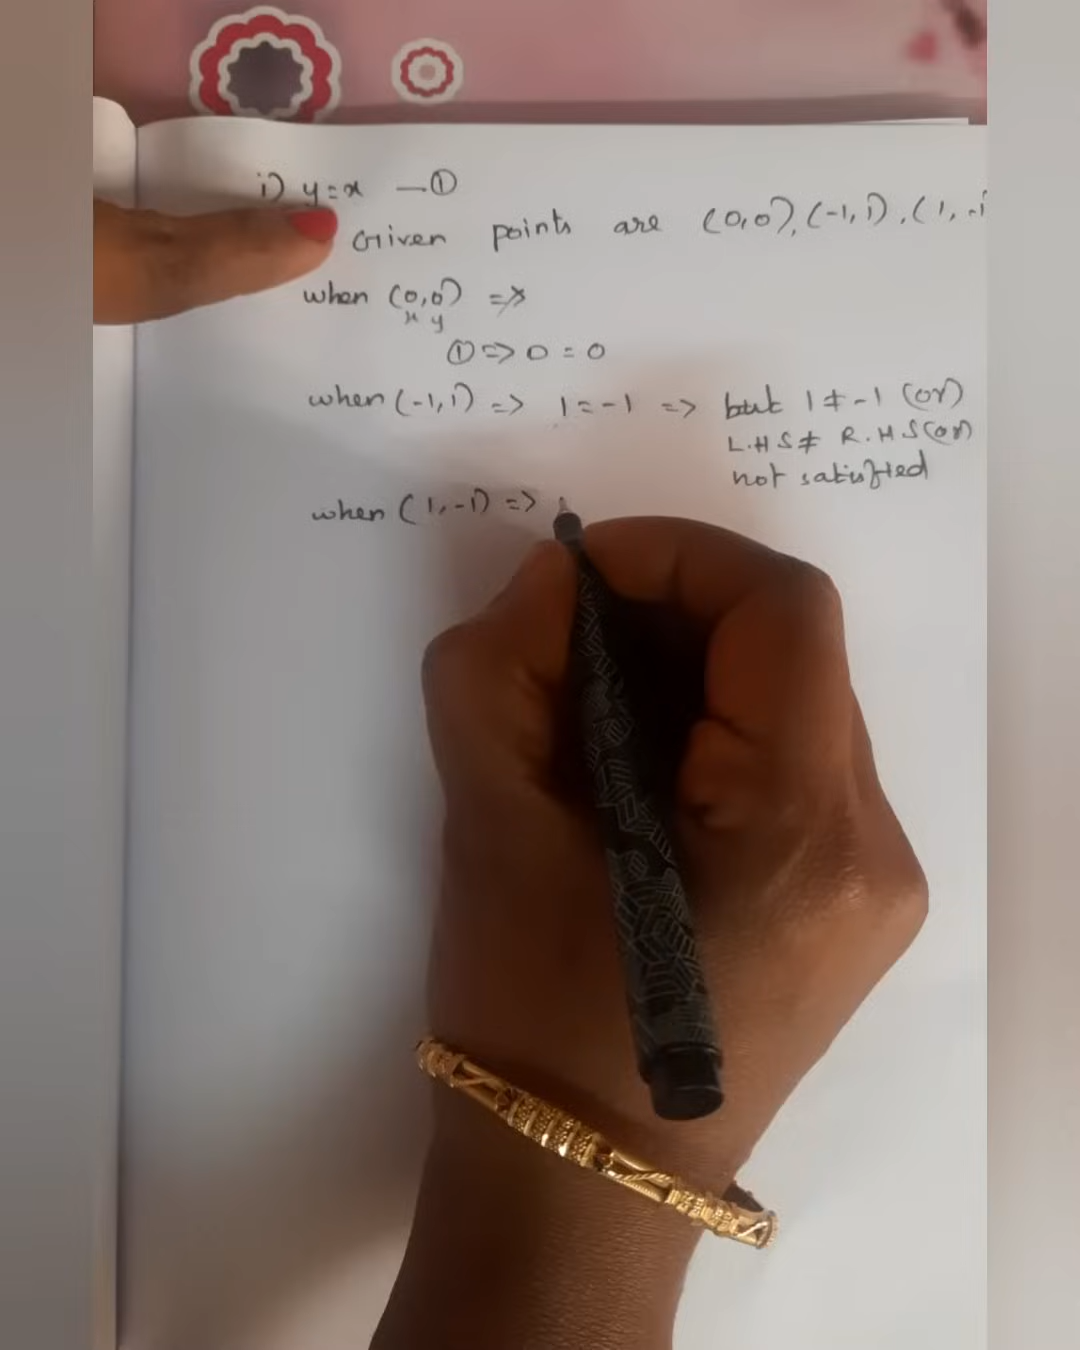 i) y=x —①
Given points are (0,0),(-1,1),(1,-1
when (0,0) =>
x y
①=> 0 = 0
when (-1,1) => 1 = -1 => but 1 ≠ -1 (or)
L.H.S ≠ R.H.S (or)
not satisfied
when (1,-1) =>